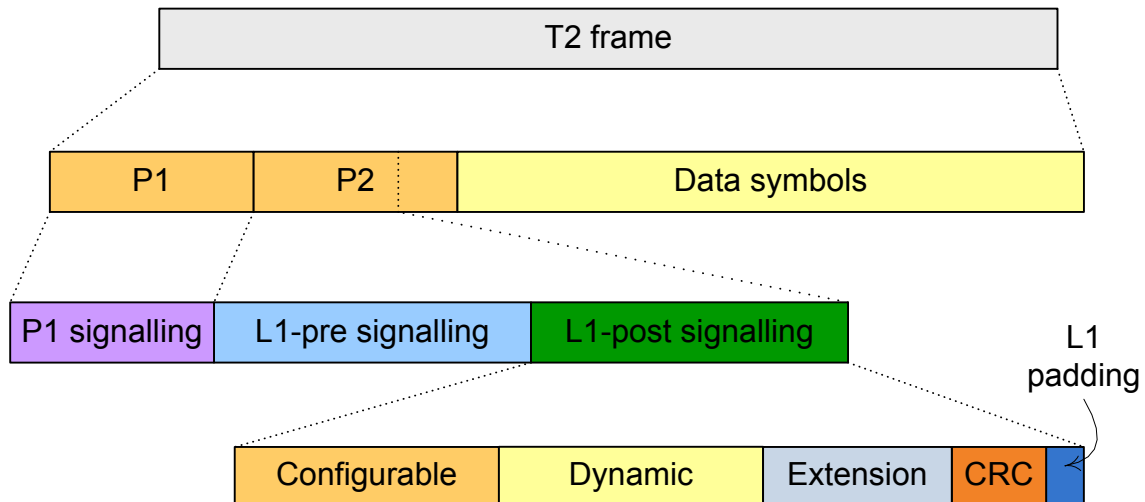 T2 frame
P1
P2
Data symbols
P1 signalling
L1-pre signalling
L1-post signalling
L1
padding
Configurable
Dynamic
Extension
CRC